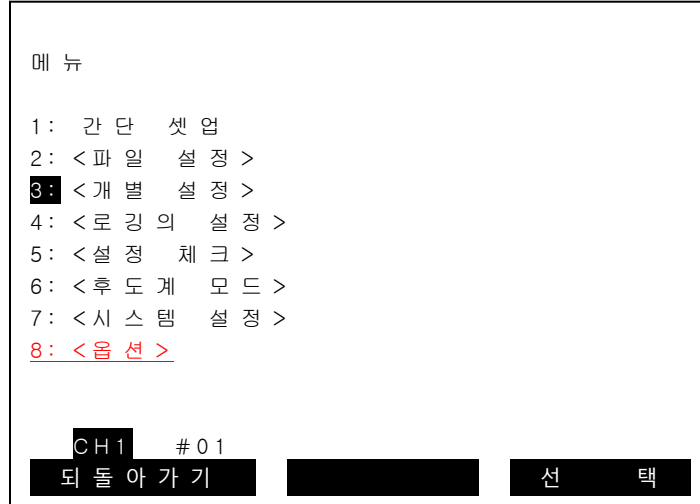 메 뉴
1: 간 단 셋 업
2: <파 일 설 정>
3: <개 별 설 정>
4: <로 깅 의 설 정>
5: <설 정 체 크>
6: <후 도 계 모 드>
7: <시 스 템 설 정>
8: <옵 션>
CH1 #01
되 돌 아 가 기 선 택